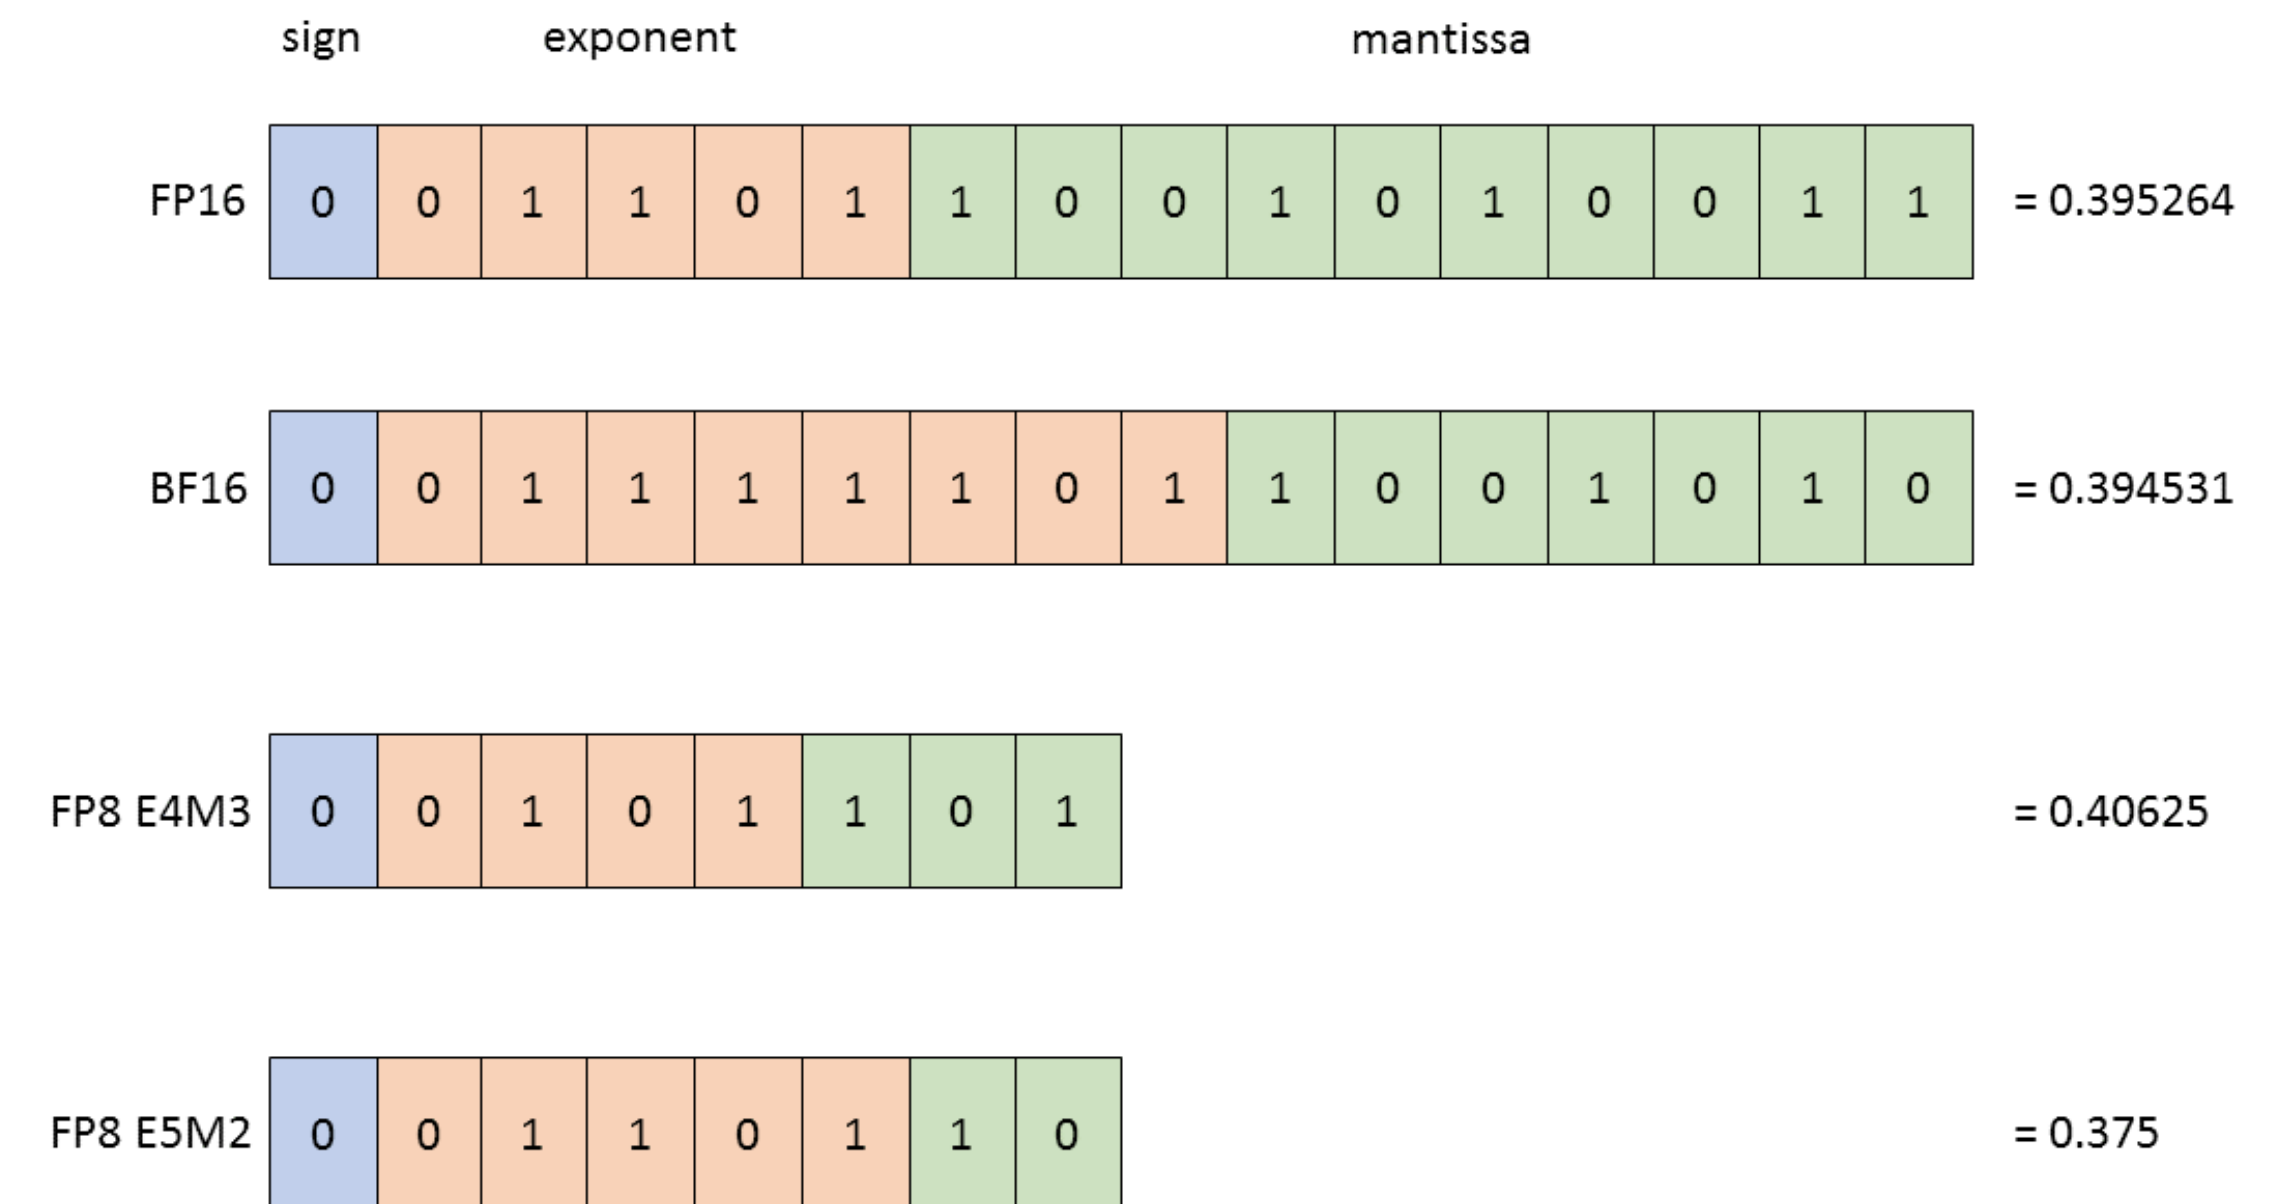 sign exponent mantissa
FP16 0 0 1 1 0 1 1 0 0 1 0 1 0 0 1 1 = 0.395264
BF16 0 0 1 1 1 1 1 0 1 1 0 0 1 0 1 0 = 0.394531
FP8 E4M3 0 0 1 0 1 1 0 1 = 0.40625
FP8 E5M2 0 0 1 1 0 1 1 0 = 0.375